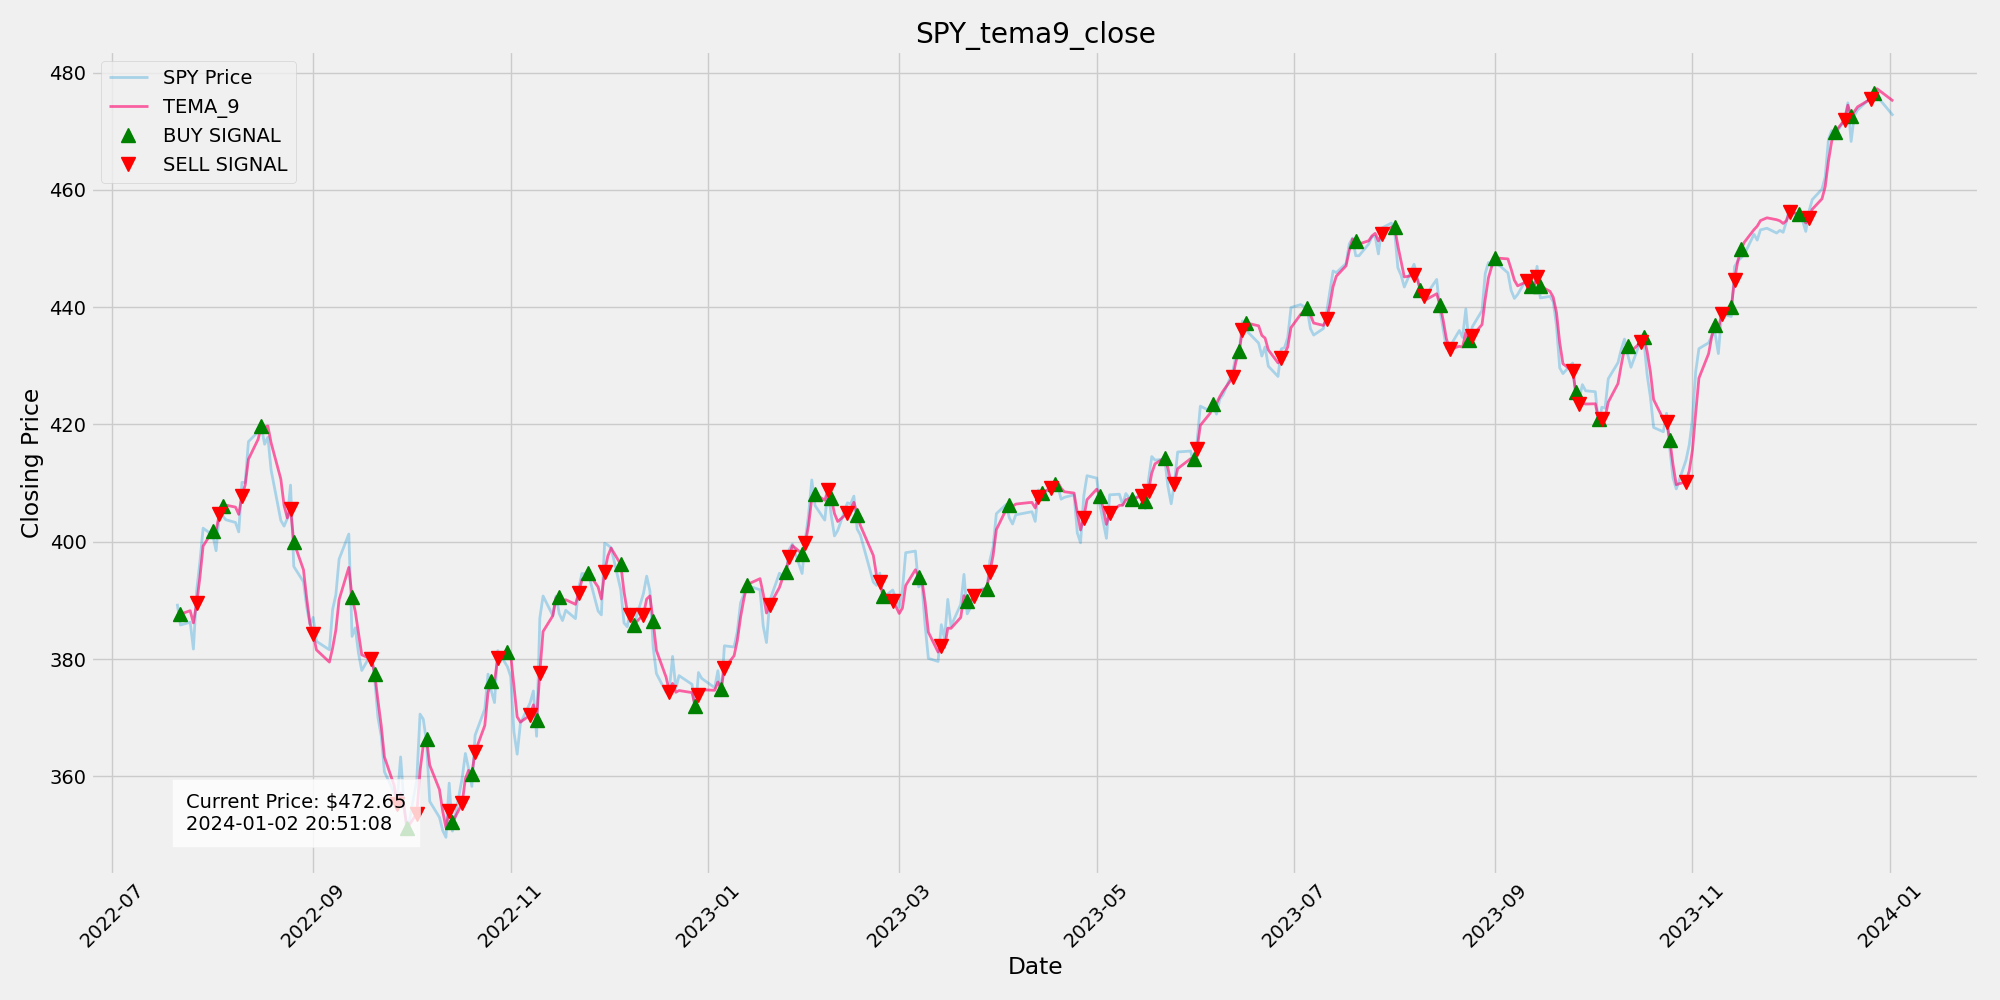 SPY_tema9_close
SPY Price
TEMA_9
BUY SIGNAL
SELL SIGNAL
480
460
440
420
400
380
360
Closing Price
Current Price: $472.65
2024-01-02 20:51:08
2022-07
2022-09
2022-11
2023-01
2023-03
2023-05
2023-07
2023-09
2023-11
2024-01
Date